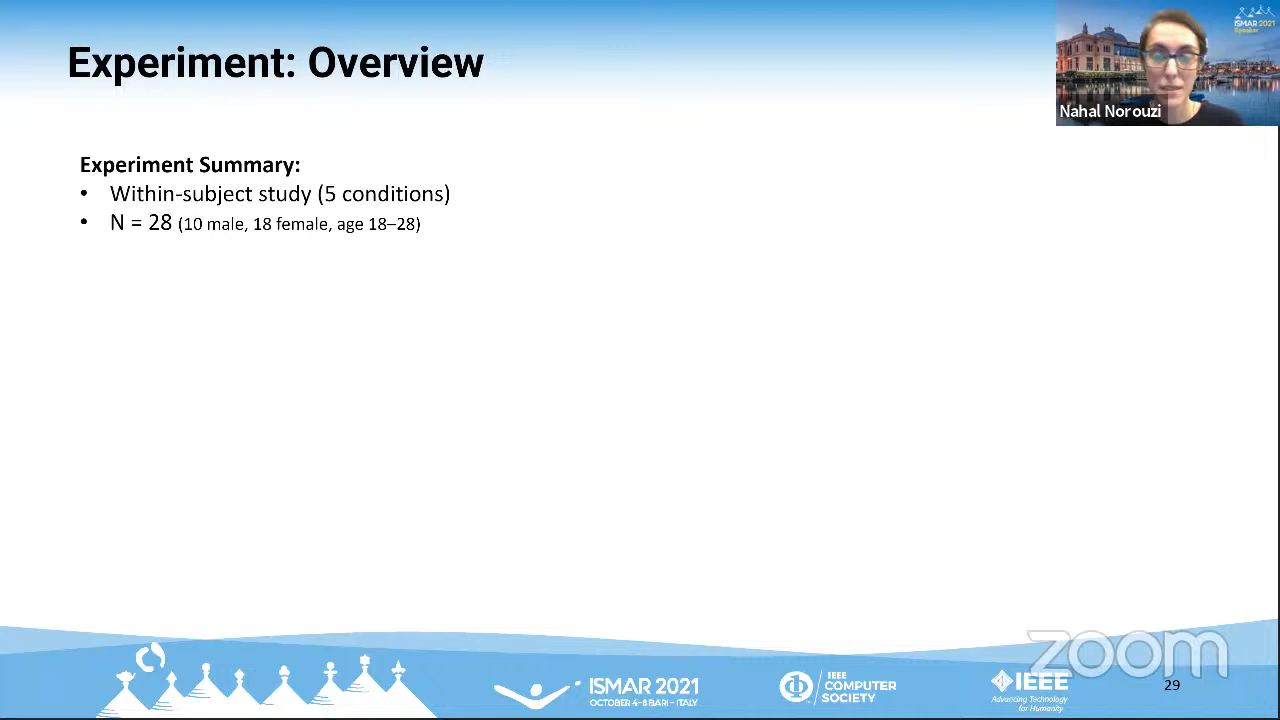 Experiment: Overview
ISMAR 2021
Speaker
Nahal Norouzi
Experiment Summary:
• Within-subject study (5 conditions)
• N = 28 (10 male, 18 female, age 18–28)
zoom
ISMAR 2021
OCTOBER 4-8 BARI - ITALY
IEEE
COMPUTER
SOCIETY
IEEE
Advancing Technology
for Humanity
29